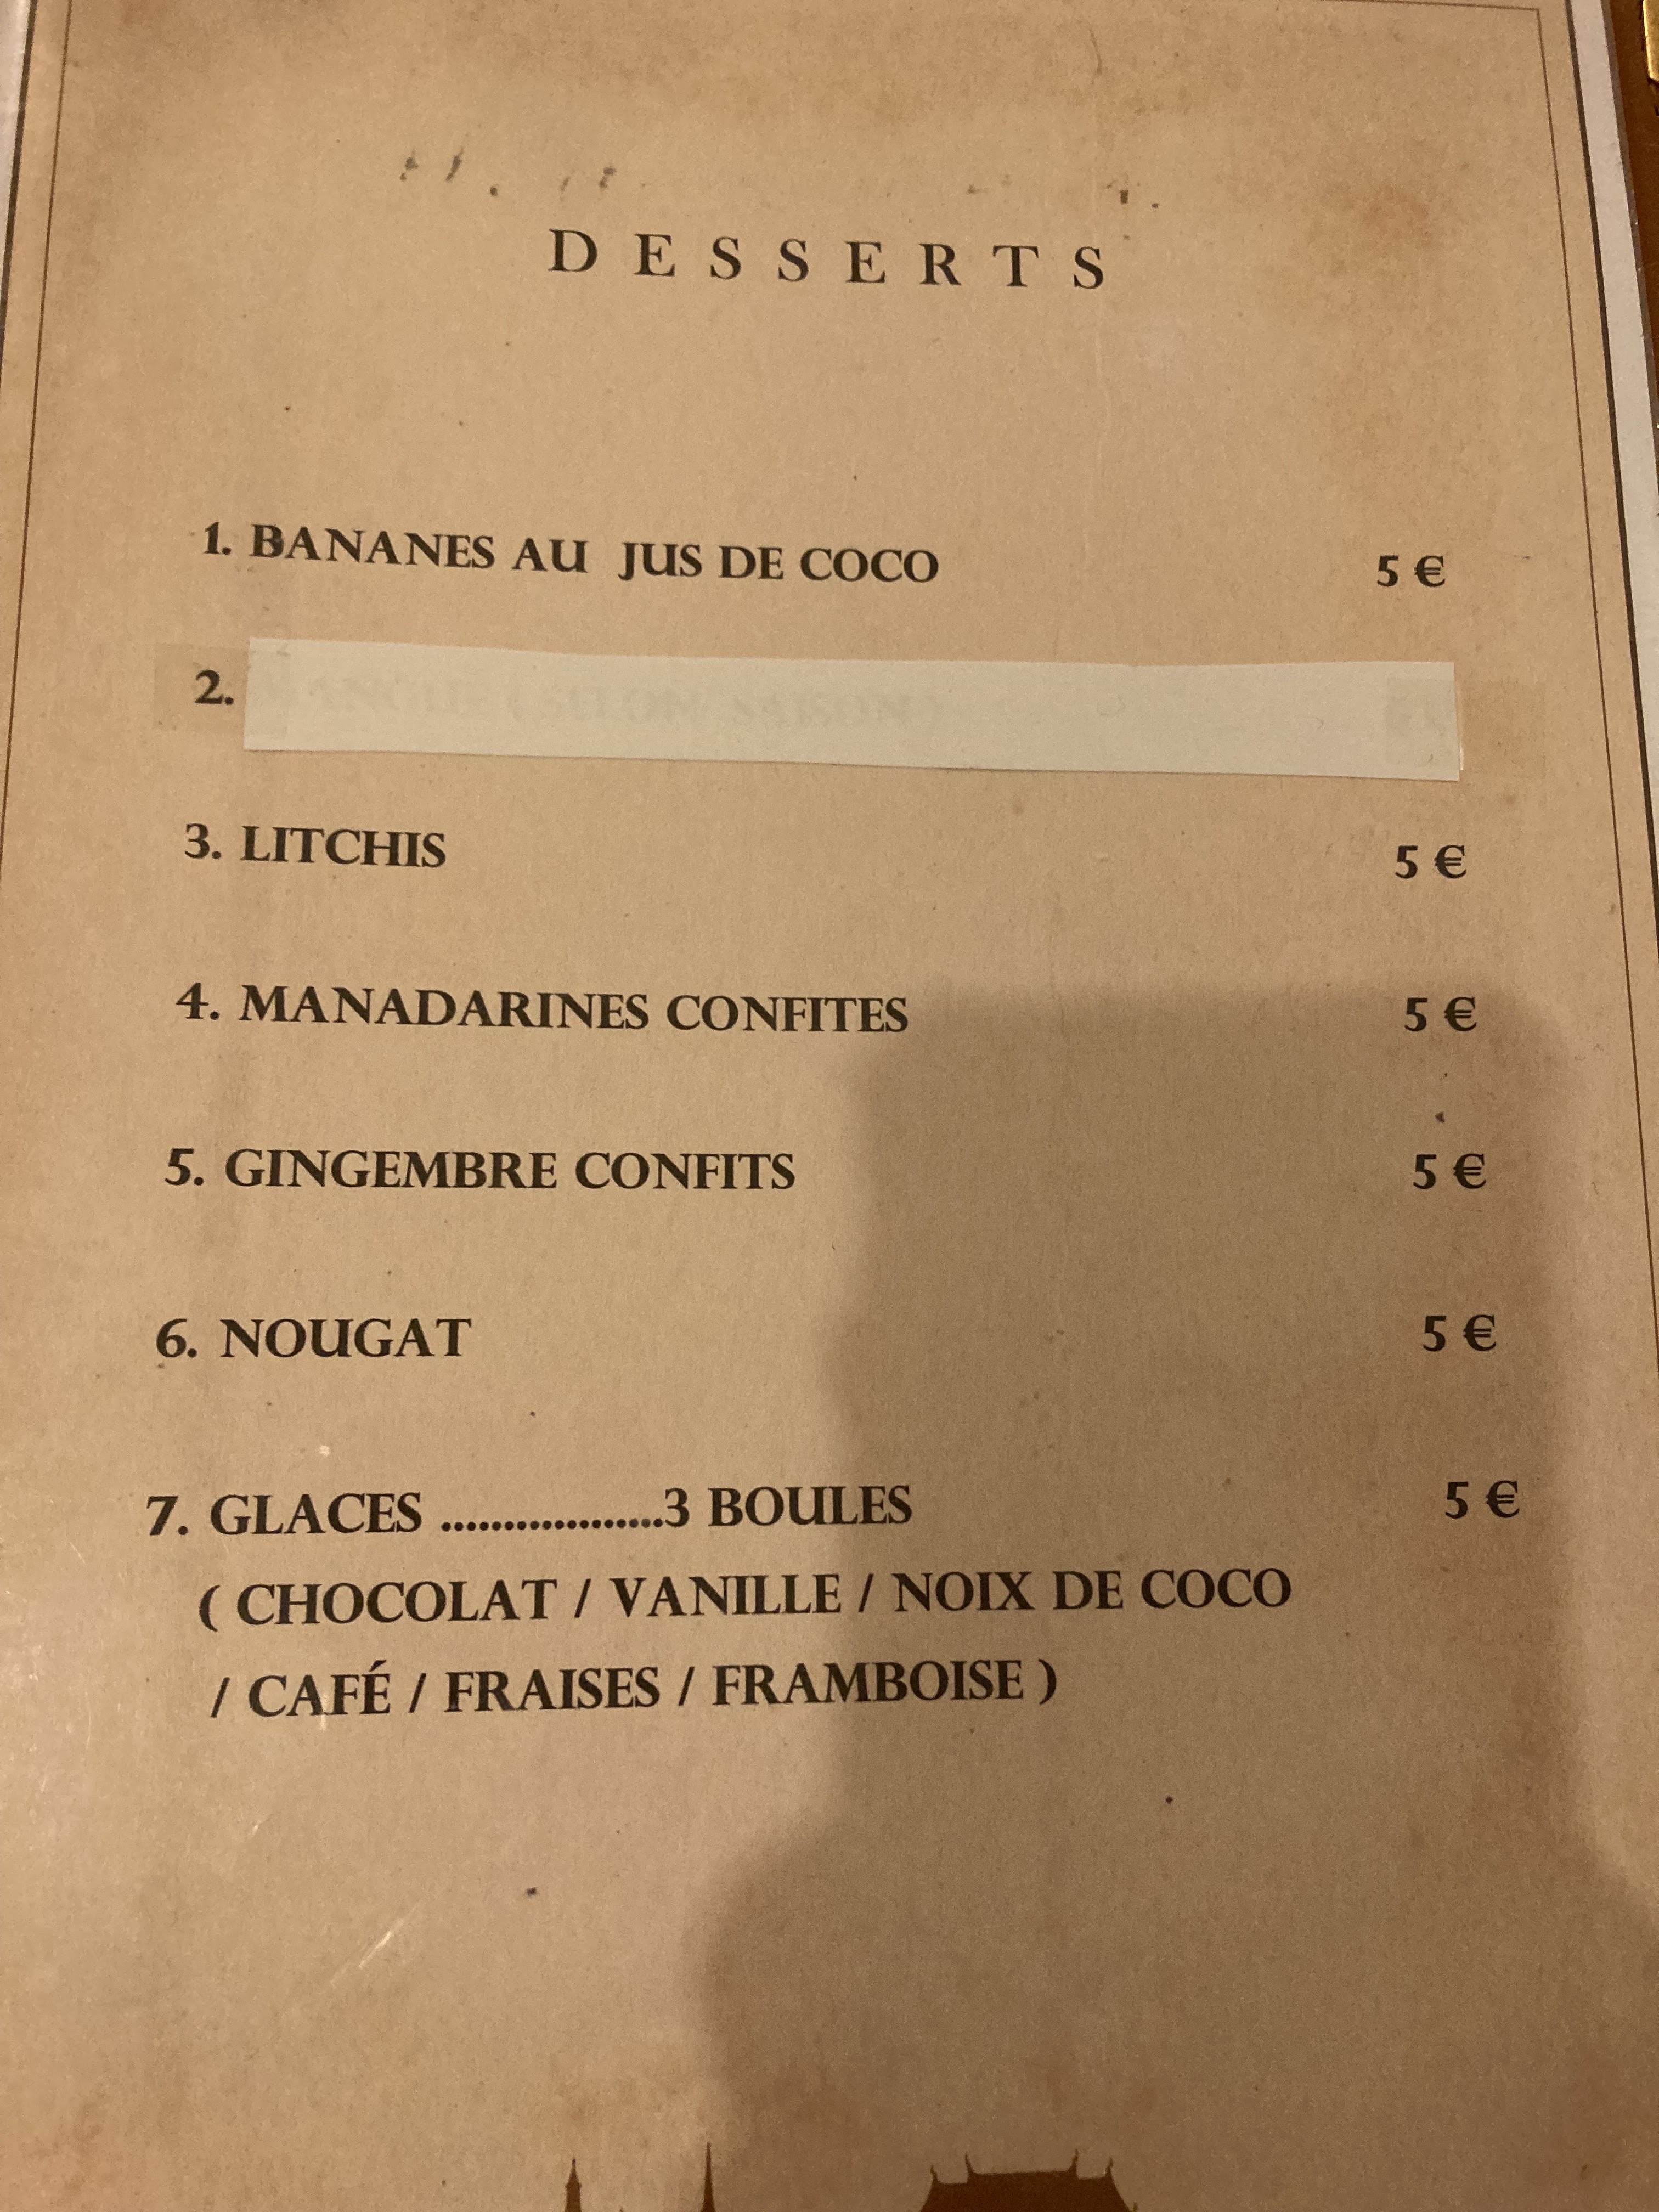 DESSERTS
1. BANANES AU JUS DE COCO 5 €
2.
3. LITCHIS 5 €
4. MANADARINES CONFITES 5 €
5. GINGEMBRE CONFITS 5 €
6. NOUGAT 5 €
7. GLACES ..................3 BOULES 5 €
( CHOCOLAT / VANILLE / NOIX DE COCO
/ CAFÉ / FRAISES / FRAMBOISE )